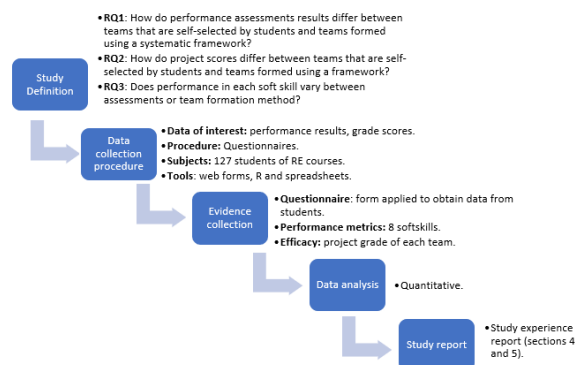 •RQ1: How do performance assessments results differ between
teams that are self-selected by students and teams formed
using a systematic framework?
•RQ2: How do project scores differ between teams that are self-
selected by students and teams formed using a framework?
•RQ3: Does performance in each soft skill vary between
assessments or team formation method?
Study
Definition
•Data of interest: performance results, grade scores.
•Procedure: Questionnaires.
•Subjects: 127 students of RE courses.
•Tools: web forms, R and spreadsheets.
Data
collection
procedure
•Questionnaire: form applied to obtain data from
students.
•Performance metrics: 8 softskills.
•Efficacy: project grade of each team.
Evidence
collection
Data analysis
•Quantitative.
Study report
•Study experience
report (sections 4
and 5).